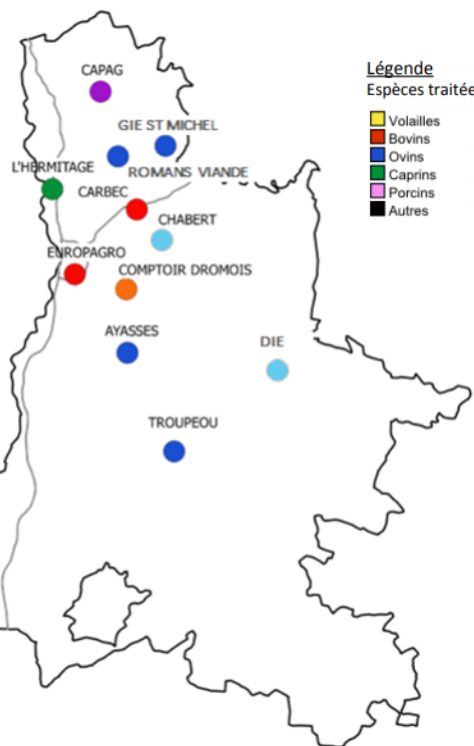 Légende
Espèces traitée
Volailles
Bovins
Ovins
Caprins
Porcins
Autres
CAPAG
GIE ST MICHEL
L'HERMITAGE
ROMANS VIANDE
CARBEC
CHABERT
EUROPAGRO
COMPTOIR DROMOIS
AYASSES
DIE
TROUPEOU